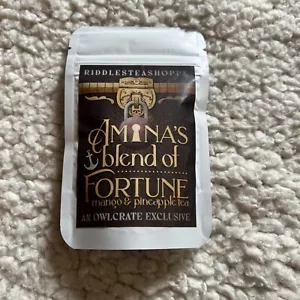 RIDDLESTEASHOPPE
AMINA'S
blend of
FORTUNE
mango & pineapple tea
AN OWLCRATE EXCLUSIVE